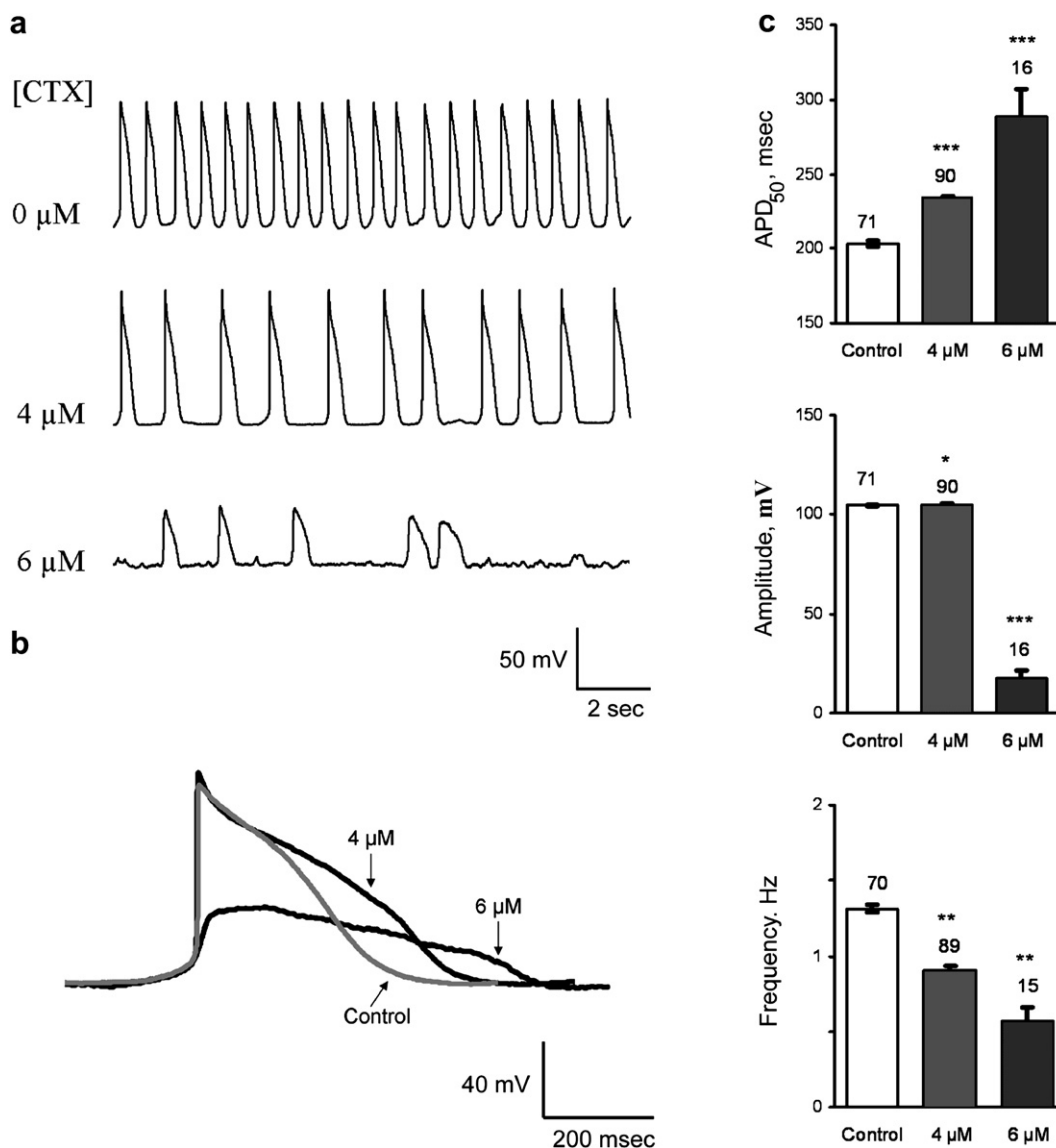 a
[CTX]
0 μM
4 μM
6 μM
50 mV
2 sec
b
4 μM
6 μM
Control
40 mV
200 msec
c
350
300
250
200
150
APD50, msec
71
***
90
***
16
Control
4 μM
6 μM
150
100
50
0
Amplitude, mV
71
*
90
***
16
Control
4 μM
6 μM
2
1
0
Frequency. Hz
70
**
89
**
15
Control
4 μM
6 μM